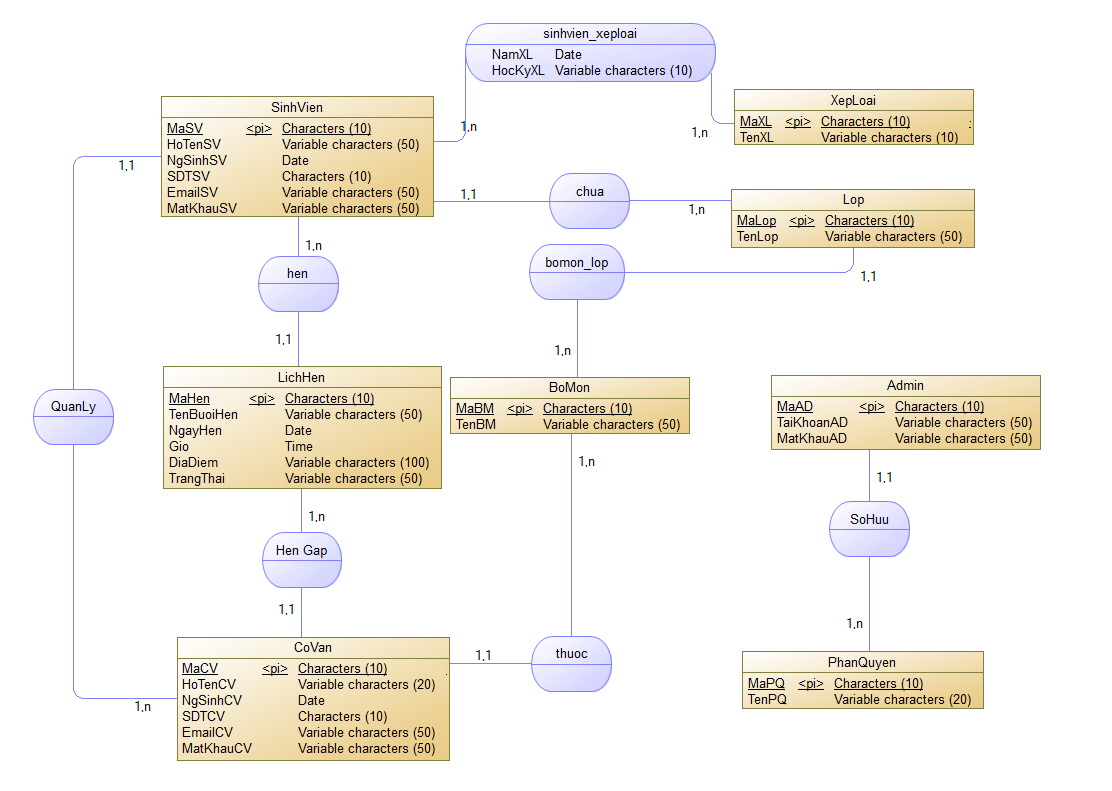 sinhvien_xeploai
NamXL Date
HocKyXL Variable characters (10)
1,n
1,n
SinhVien
MaSV <pi> Characters (10)
HoTenSV Variable characters (50)
NgSinhSV Date
SDTSV Characters (10)
EmailSV Variable characters (50)
MatKhauSV Variable characters (50)
XepLoai
MaXL <pi> Characters (10)
TenXL Variable characters (10)
1,1
1,1
chua
1,n
Lop
MaLop <pi> Characters (10)
TenLop Variable characters (50)
1,n
hen
1,1
bomon_lop
1,1
1,n
LichHen
MaHen <pi> Characters (10)
TenBuoiHen Variable characters (50)
NgayHen Date
Gio Time
DiaDiem Variable characters (100)
TrangThai Variable characters (50)
BoMon
MaBM <pi> Characters (10)
TenBM Variable characters (50)
Admin
MaAD <pi> Characters (10)
TaiKhoanAD Variable characters (50)
MatKhauAD Variable characters (50)
QuanLy
1,n
1,1
1,n
Hen Gap
SoHuu
1,1
1,n
CoVan
MaCV <pi> Characters (10)
HoTenCV Variable characters (20)
NgSinhCV Date
SDTCV Characters (10)
EmailCV Variable characters (50)
MatKhauCV Variable characters (50)
1,1
thuoc
1,n
PhanQuyen
MaPQ <pi> Characters (10)
TenPQ Variable characters (20)